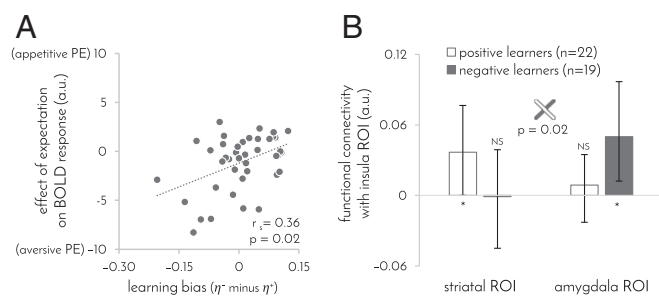 A
(appetitive PE) 10
5
0
-5
(aversive PE) -10
effect of expectation
on BOLD response (a.u.)
r s = 0.36
p = 0.02
-0.30
-0.15
0
0.15
learning bias (η- minus η+)
B
0.12
0.06
0
-0.06
functional connectivity
with insula ROI (a.u.)
positive learners (n=22)
negative learners (n=19)
p = 0.02
NS
NS
*
*
striatal ROI
amygdala ROI